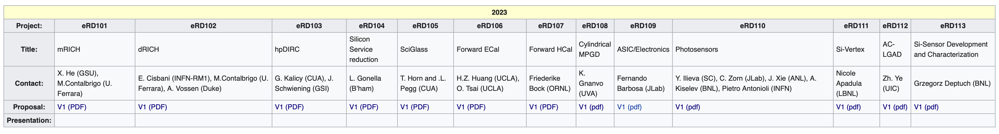 2023
Project: eRD101 eRD102 eRD103 eRD104 eRD105 eRD106 eRD107 eRD108 eRD109 eRD110 eRD111 eRD112 eRD113
Title:
mRICH
dRICH
hpDIRC
Silicon
Service
reduction
SciGlass
Forward ECal
Forward HCal
Cylindrical
MPGD
ASIC/Electronics
Photosensors
Si-Vertex
AC-
LGAD
Si-Sensor Development
and Characterization
Contact:
X. He (GSU),
M.Contalbrigo (U.
Ferrara)
E. Cisbani (INFN-RM1), M.Contalbrigo (U.
Ferrara), A. Vossen (Duke)
G. Kalicy (CUA), J.
Schwiening (GSI)
L. Gonella
(B’ham)
T. Horn and .L.
Pegg (CUA)
H.Z. Huang (UCLA),
O. Tsai (UCLA)
Friederike
Bock (ORNL)
K.
Gnanvo
(UVA)
Fernando
Barbosa (JLab)
Y. Ilieva (SC), C. Zorn (JLab), J. Xie (ANL), A.
Kiselev (BNL), Pietro Antonioli (INFN)
Nicole
Apadula
(LBNL)
Zh. Ye
(UIC)
Grzegorz Deptuch (BNL)
Proposal: V1 (PDF) V1 (PDF) V1 (PDF) V1 (PDF) V1 (PDF) V1 (PDF) V1 (PDF) V1 (pdf) V1 (pdf) V1 (pdf) V1 (pdf) V1 (pdf) V1 (pdf)
Presentation: